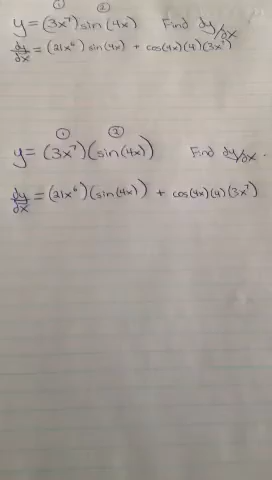 ① ②
y = (3x⁷)sin(4x) Find dy/dx
dy/dx = (21x⁶) sin(4x) + cos(4x)(4)(3x⁷)
① ②
y = (3x⁷)(sin(4x)) Find dy/dx.
dy/dx = (21x⁶)(sin(4x)) + cos(4x)(4)(3x⁷)